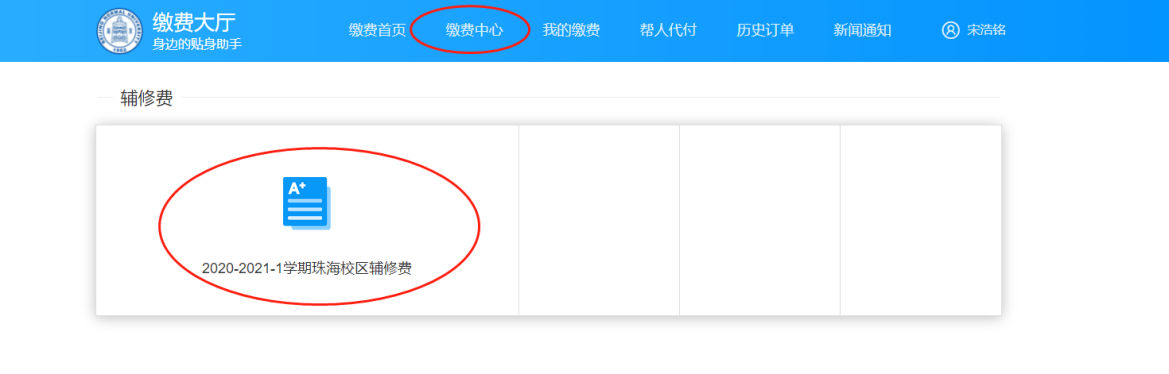 缴费大厅
身边的贴身助手
缴费首页 缴费中心 我的缴费 帮人代付 历史订单 新闻通知 宋浩铭
辅修费
A+
2020-2021-1学期珠海校区辅修费